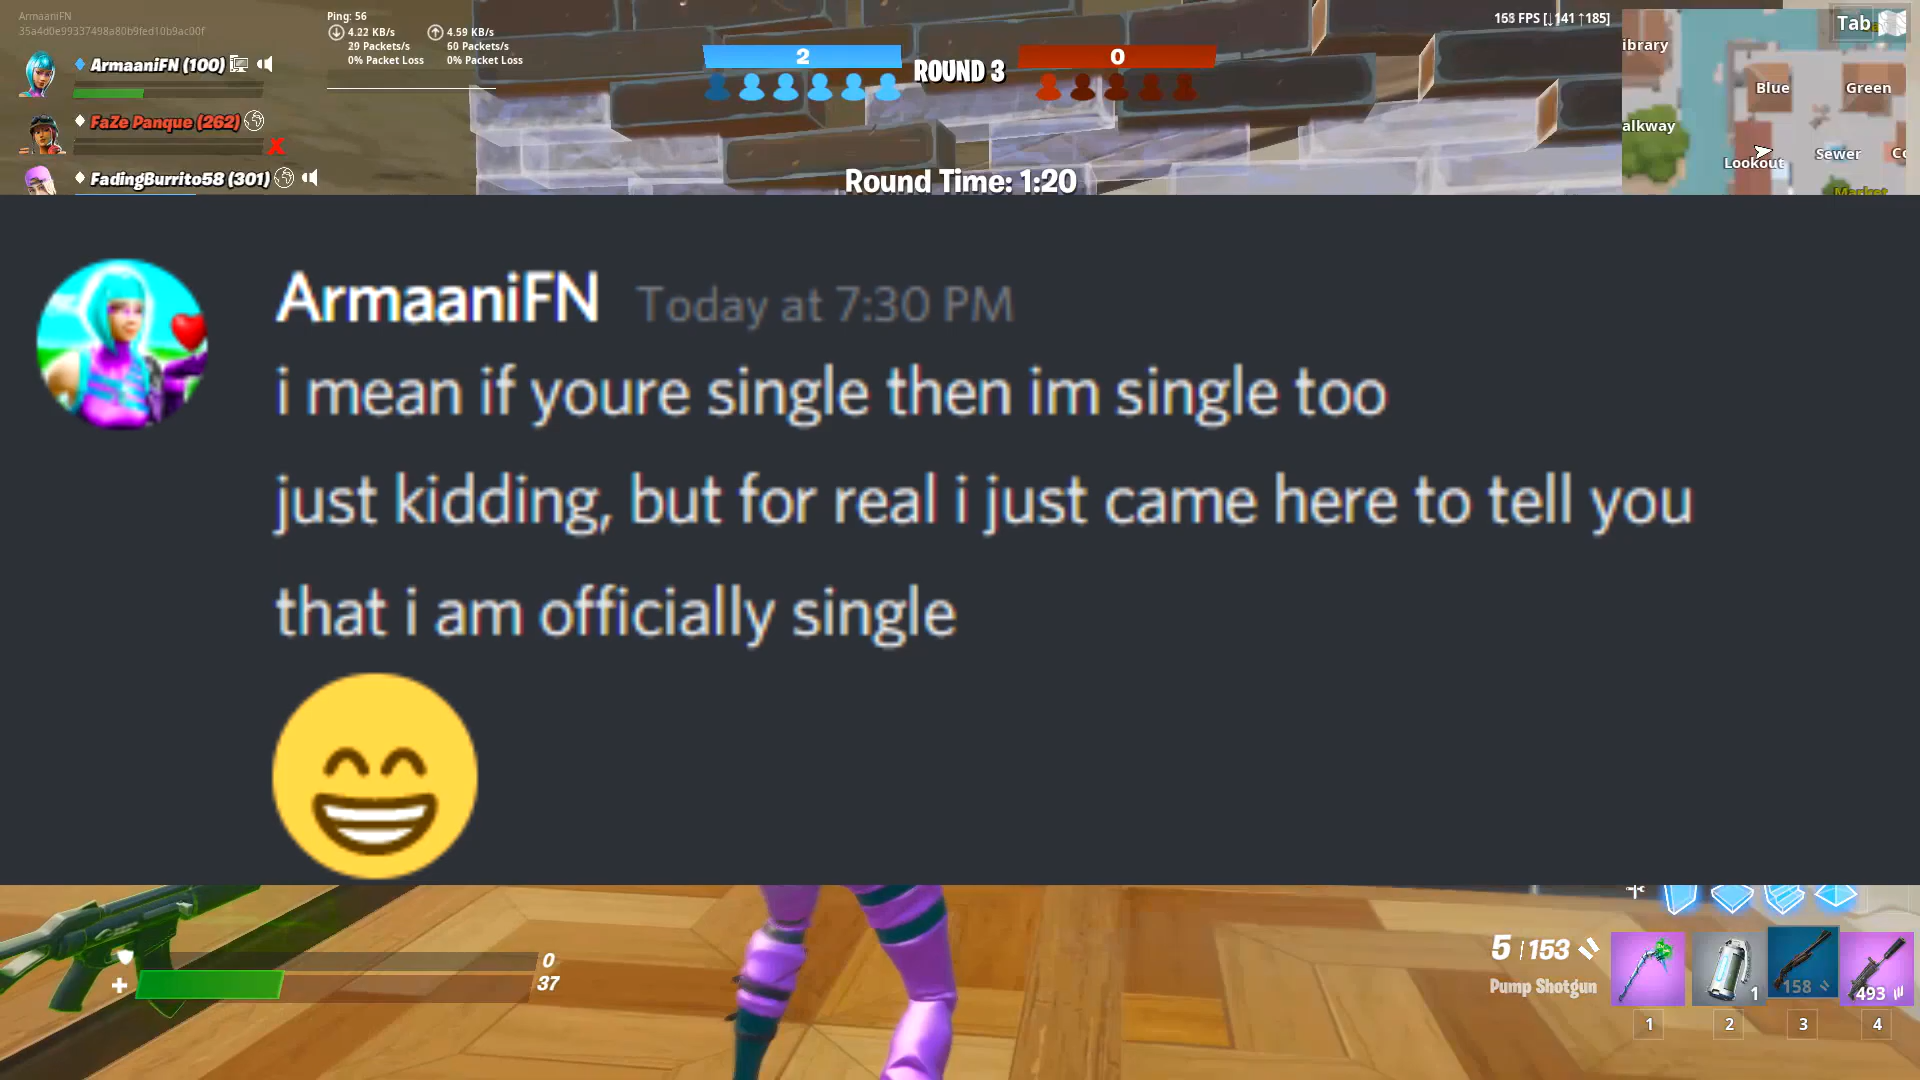 ArmaaniFN
35a4d0e99337498a80b9fed10b9ac00f
ArmaaniFN (100)
FaZe Panque (262)
FadingBurrito58 (301)
Ping: 56
4.22 KB/s 4.59 KB/s
29 Packets/s 60 Packets/s
0% Packet Loss 0% Packet Loss
2 ROUND 3 0
Round Time: 1:20
FPS [↓141 ↑185]
Tab
ibrary
Blue Green
alkway
Lookout Sewer
Market
ArmaaniFN Today at 7:30 PM
i mean if youre single then im single too
just kidding, but for real i just came here to tell you
that i am officially single
0
37
5 / 153
Pump Shotgun
1 158 493
1 2 3 4